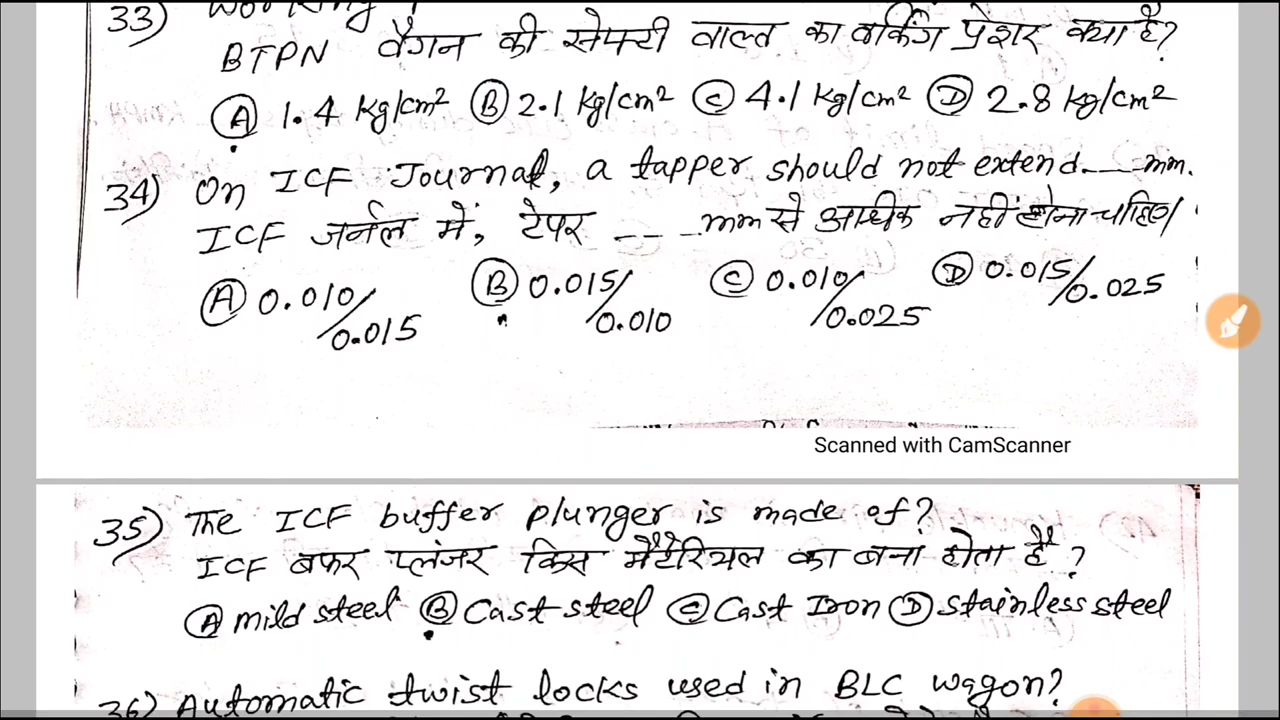 33) Working?
BTPN वैगन की सेफ्टी वाल्व का वर्किंग प्रेशर क्या है?
(A) 1.4 kg/cm² (B) 2.1 kg/cm² (C) 4.1 kg/cm² (D) 2.8 kg/cm²
34) On ICF Journal, a tapper should not extend ___ mm.
ICF जर्नल में, टेपर ___ mm से अधिक नहीं होना चाहिए/
(A) 0.010/0.015 (B) 0.015/0.010 (C) 0.010/0.025 (D) 0.015/0.025
Scanned with CamScanner
35) The ICF buffer plunger is made of?
ICF बफर प्लंजर किस मैटेरियल का बना होता है?
(A) mild steel (B) Cast steel (C) Cast Iron (D) stainless steel
36) Automatic twist locks used in BLC wagon?